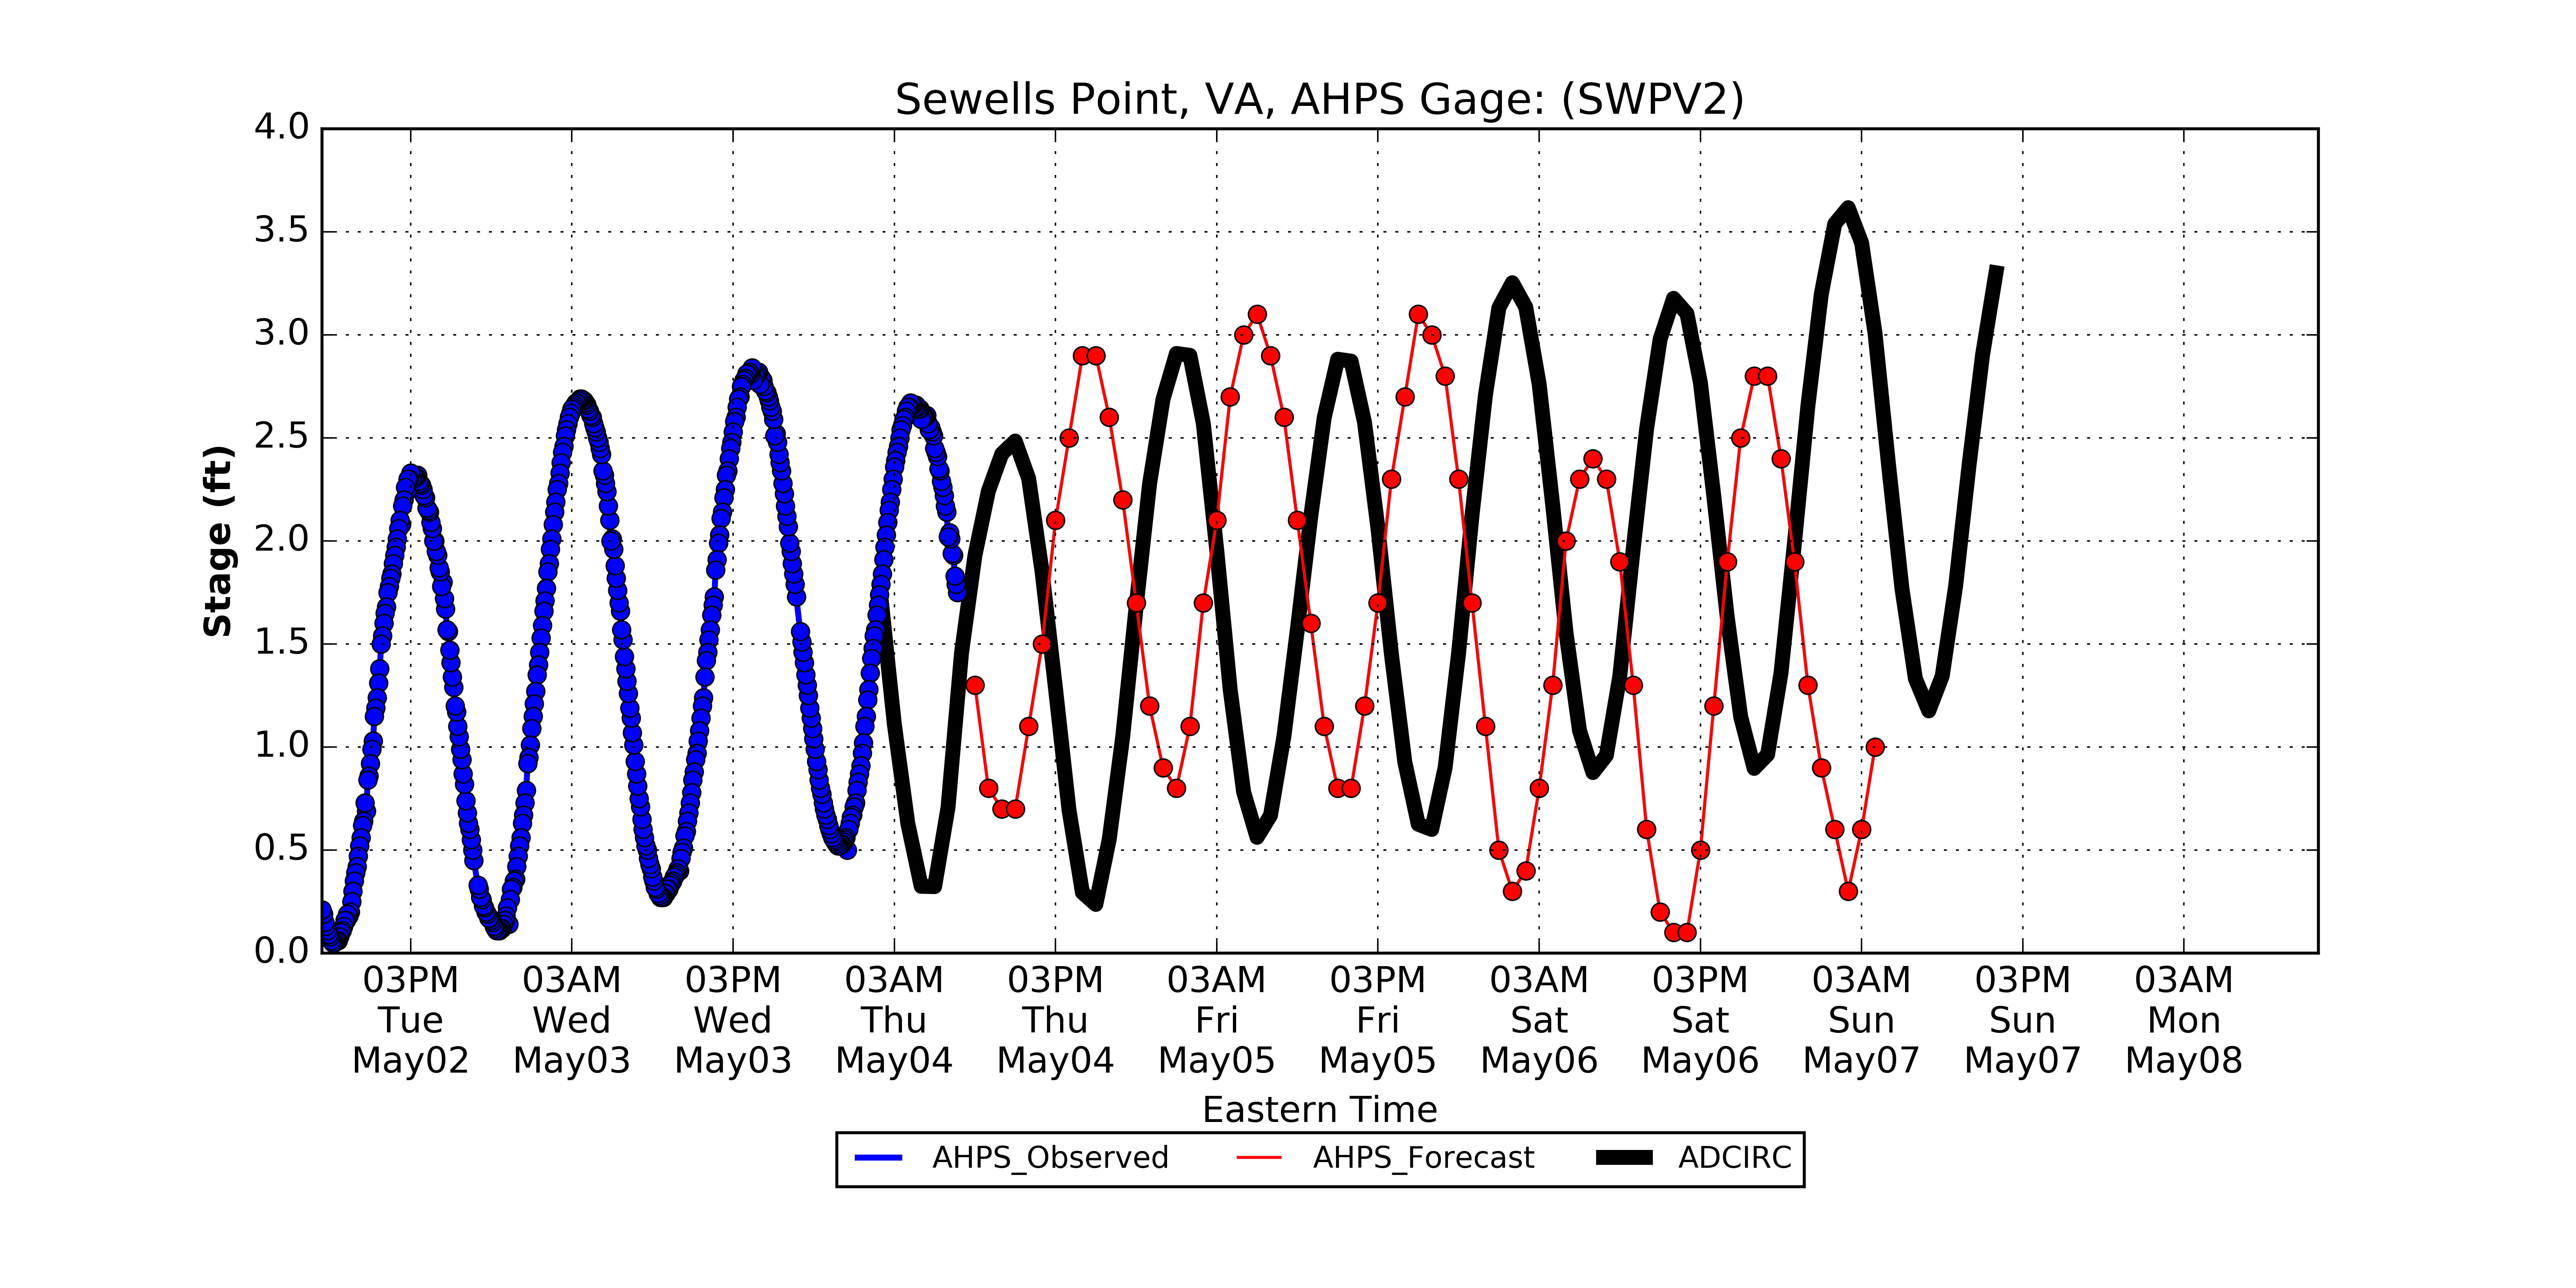 Sewells Point, VA, AHPS Gage: (SWPV2)
4.0
3.5
3.0
2.5
2.0
1.5
1.0
0.5
0.0
Stage (ft)
03PM 03AM 03PM 03AM 03PM 03AM 03PM 03AM 03PM 03AM 03PM 03AM
Tue Wed Wed Thu Thu Fri Fri Sat Sat Sun Sun Mon
May02 May03 May03 May04 May04 May05 May05 May06 May06 May07 May07 May08
Eastern Time
AHPS_Observed AHPS_Forecast ADCIRC